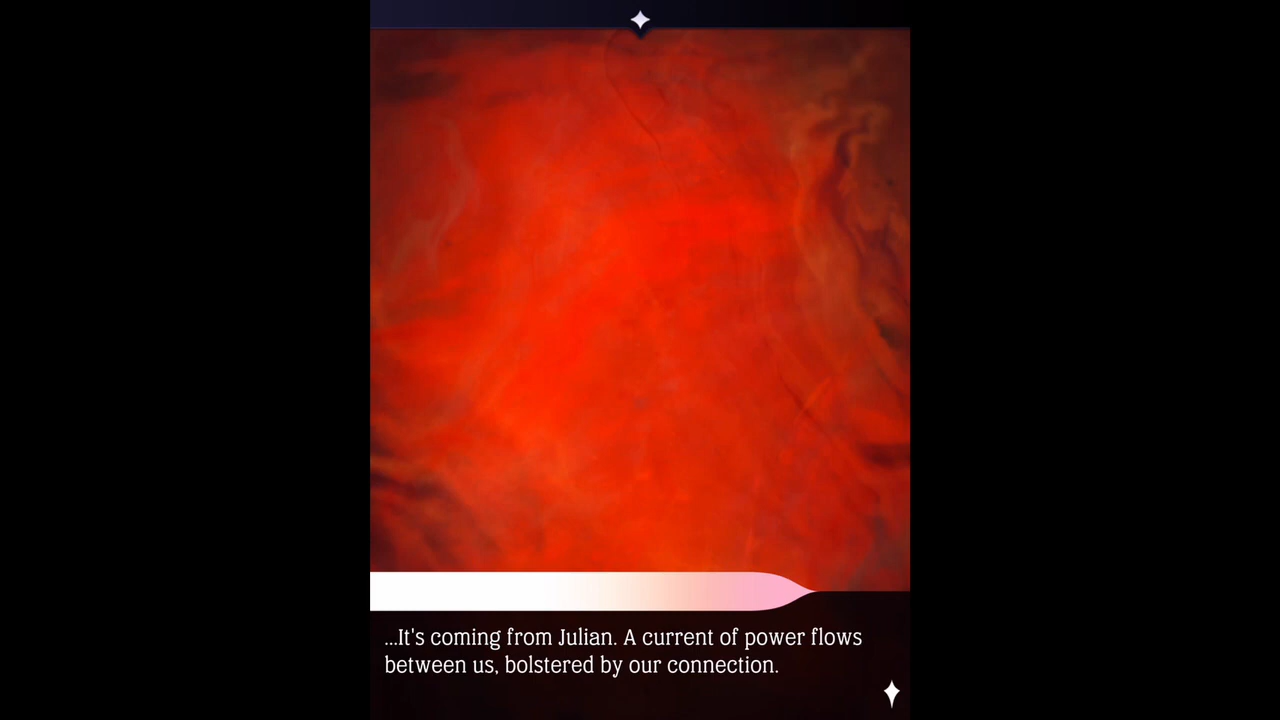 ...It's coming from Julian. A current of power flows
between us, bolstered by our connection.